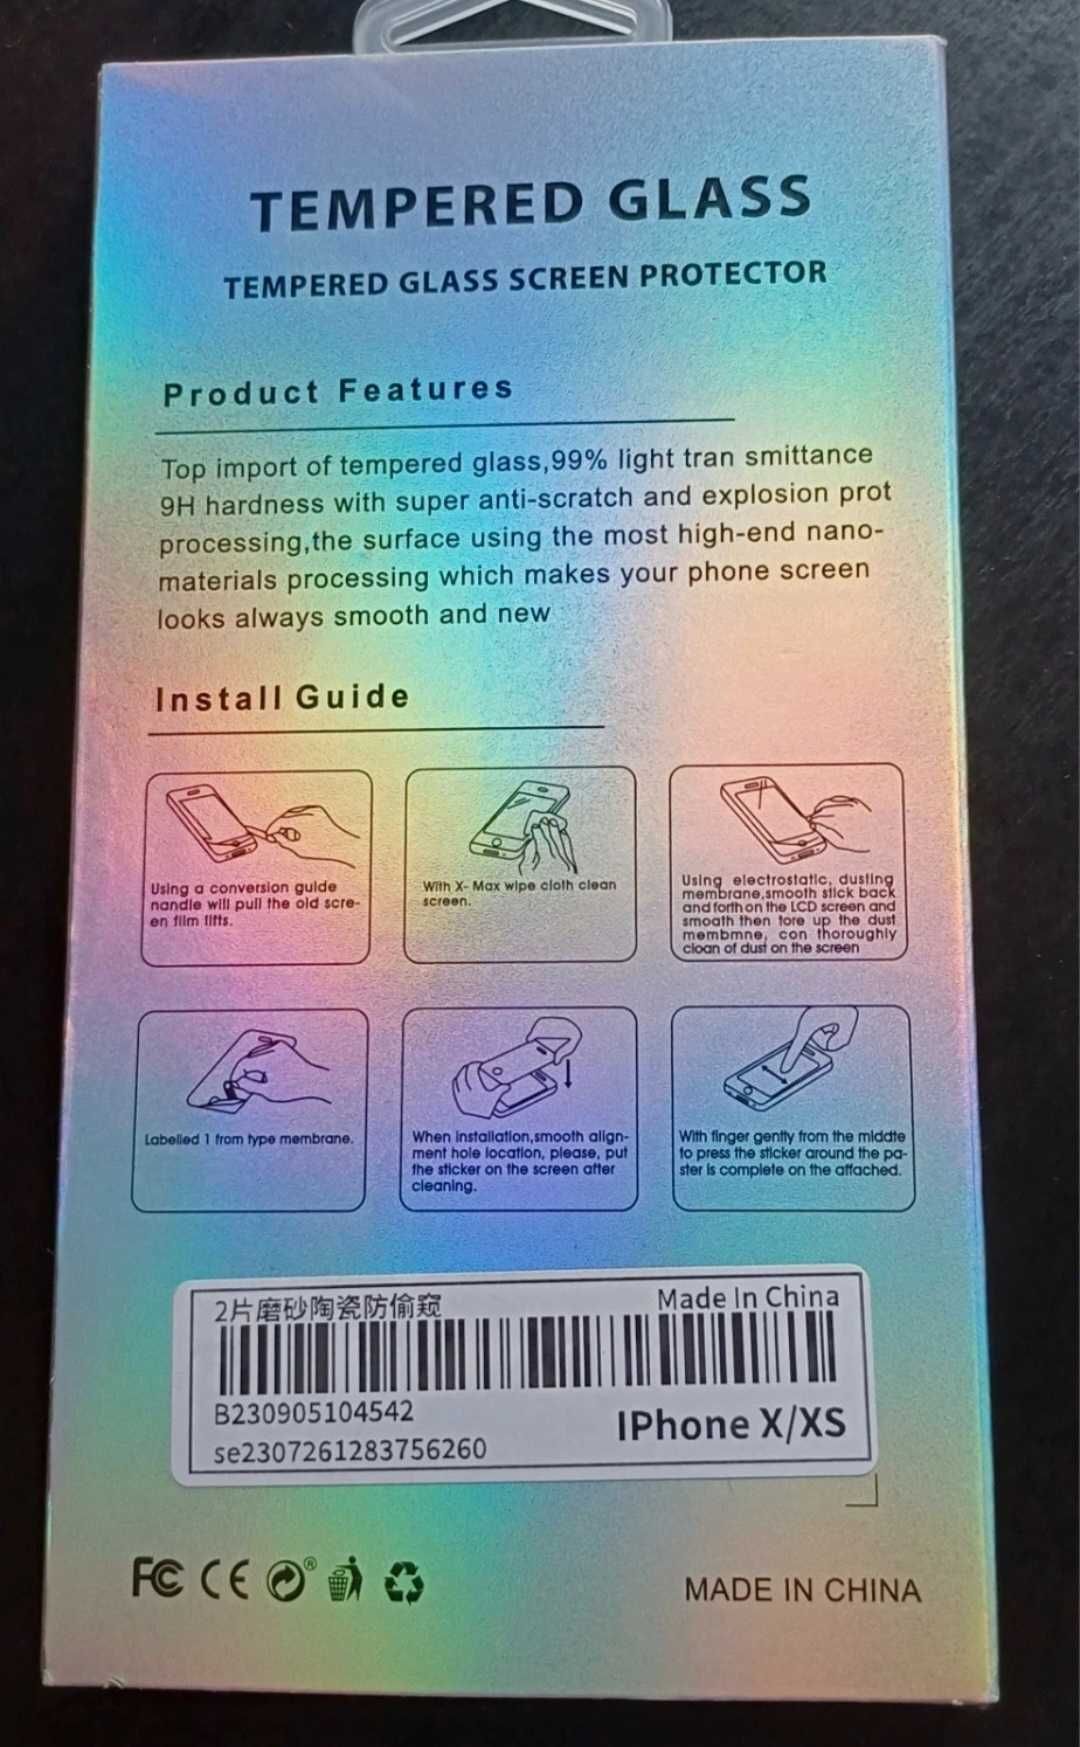 TEMPERED GLASS
TEMPERED GLASS SCREEN PROTECTOR
Product Features
Top import of tempered glass,99% light tran smittance
9H hardness with super anti-scratch and explosion prot
processing,the surface using the most high-end nano-
materials processing which makes your phone screen
looks always smooth and new
Install Guide
Using a conversion guide
nandle will pull the old scre-
en film lifts.
With X- Max wipe cloth clean
screen.
Using electrostatic, dusting
membrane,smooth stick back
and forth on the LCD screen and
smoath then tore up the dust
membmne, con thoroughly
cloan of dust on the screen
Labelled 1 from type membrane.
When installation,smooth align-
ment hole location, please, put
the sticker on the screen after
cleaning.
With finger gently from the middte
to press the sticker around the pa-
ster is complete on the attached.
2片磨砂陶瓷防偷窥
Made In China
B230905104542
se2307261283756260
IPhone X/XS
FC CE ®
MADE IN CHINA